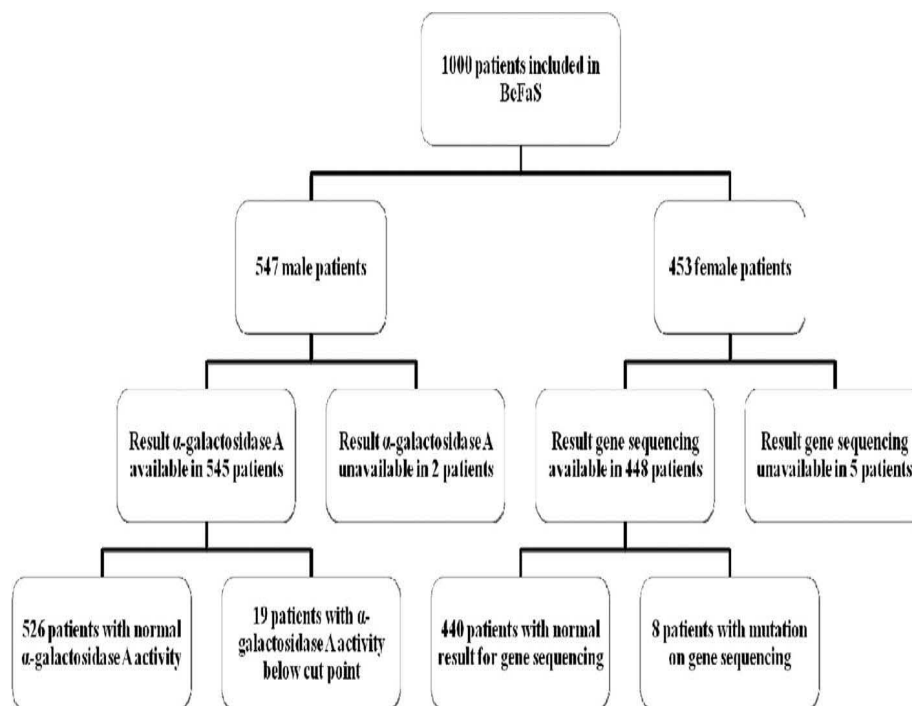 1000 patients included in
BeFaS
547 male patients
453 female patients
Result α-galactosidase A
available in 545 patients
Result α-galactosidase A
unavailable in 2 patients
Result gene sequencing
available in 448 patients
Result gene sequencing
unavailable in 5 patients
526 patients with normal
α-galactosidase A activity
19 patients with α-
galactosidase A activity
below cut point
440 patients with normal
result for gene sequencing
8 patients with mutation
on gene sequencing